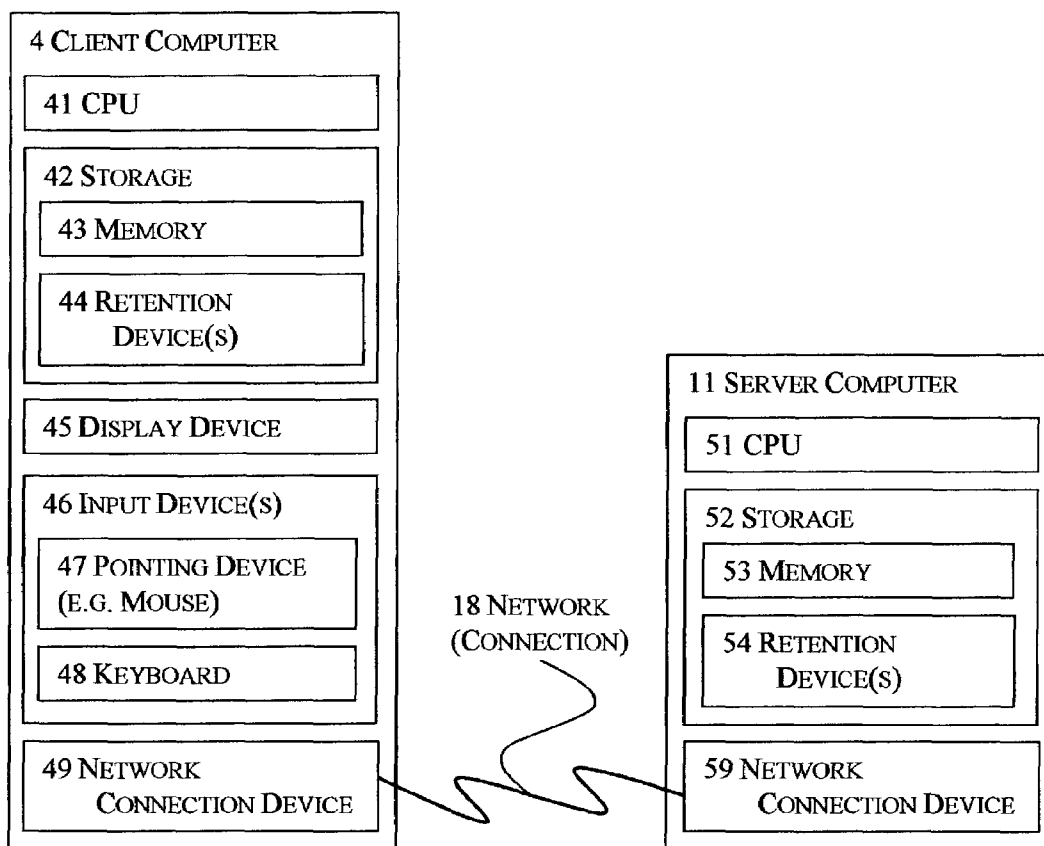 4 CLIENT COMPUTER
41 CPU
42 STORAGE
43 MEMORY
44 RETENTION
DEVICE(S)
45 DISPLAY DEVICE
46 INPUT DEVICE(S)
47 POINTING DEVICE
(E.G. MOUSE)
48 KEYBOARD
49 NETWORK
CONNECTION DEVICE
18 NETWORK
(CONNECTION)
11 SERVER COMPUTER
51 CPU
52 STORAGE
53 MEMORY
54 RETENTION
DEVICE(S)
59 NETWORK
CONNECTION DEVICE